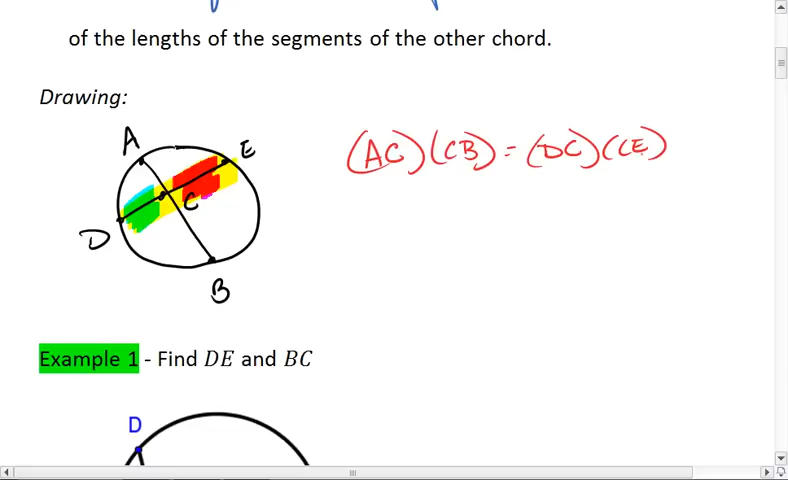 of the lengths of the segments of the other chord.
Drawing:
A
E
(AC)(CB) = (DC)(CE)
C
D
B
Example 1 - Find DE and BC
D